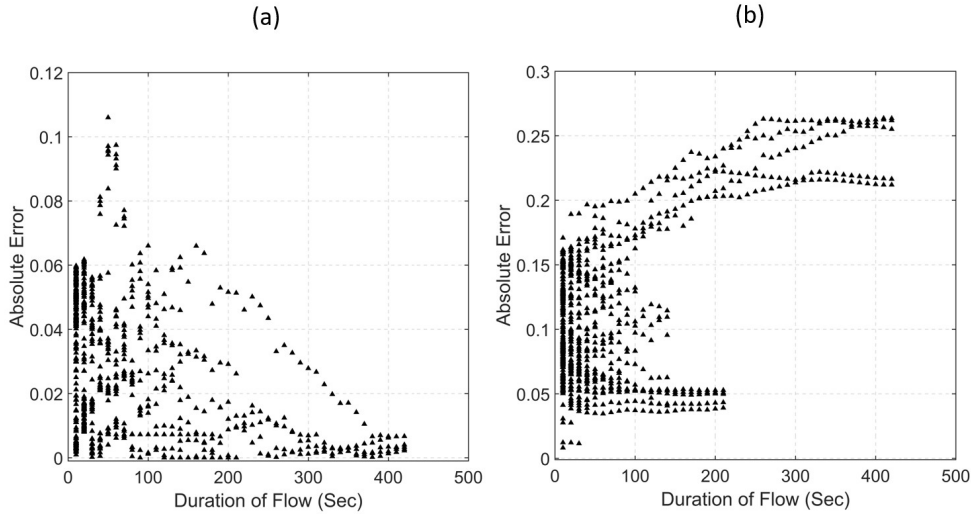 (a)
0.12
0.1
0.08
0.06
0.04
0.02
0
0 100 200 300 400 500
Absolute Error
Duration of Flow (Sec)
(b)
0.3
0.25
0.2
0.15
0.1
0.05
0
0 100 200 300 400 500
Absolute Error
Duration of Flow (Sec)